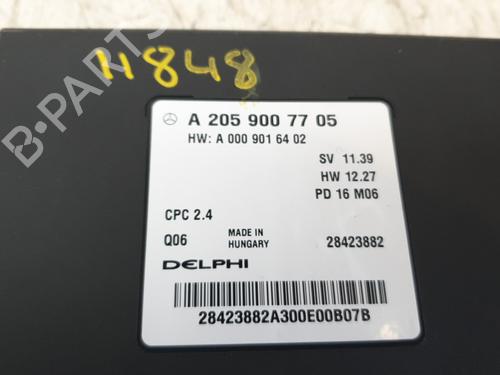 B-PARTS
11848
A 205 900 77 05
HW: A 000 901 64 02
SV 11.39
HW 12.27
PD 16 M06
CPC 2.4
Q06 MADE IN HUNGARY 28423882
DELPHI
28423882A300E00B07B